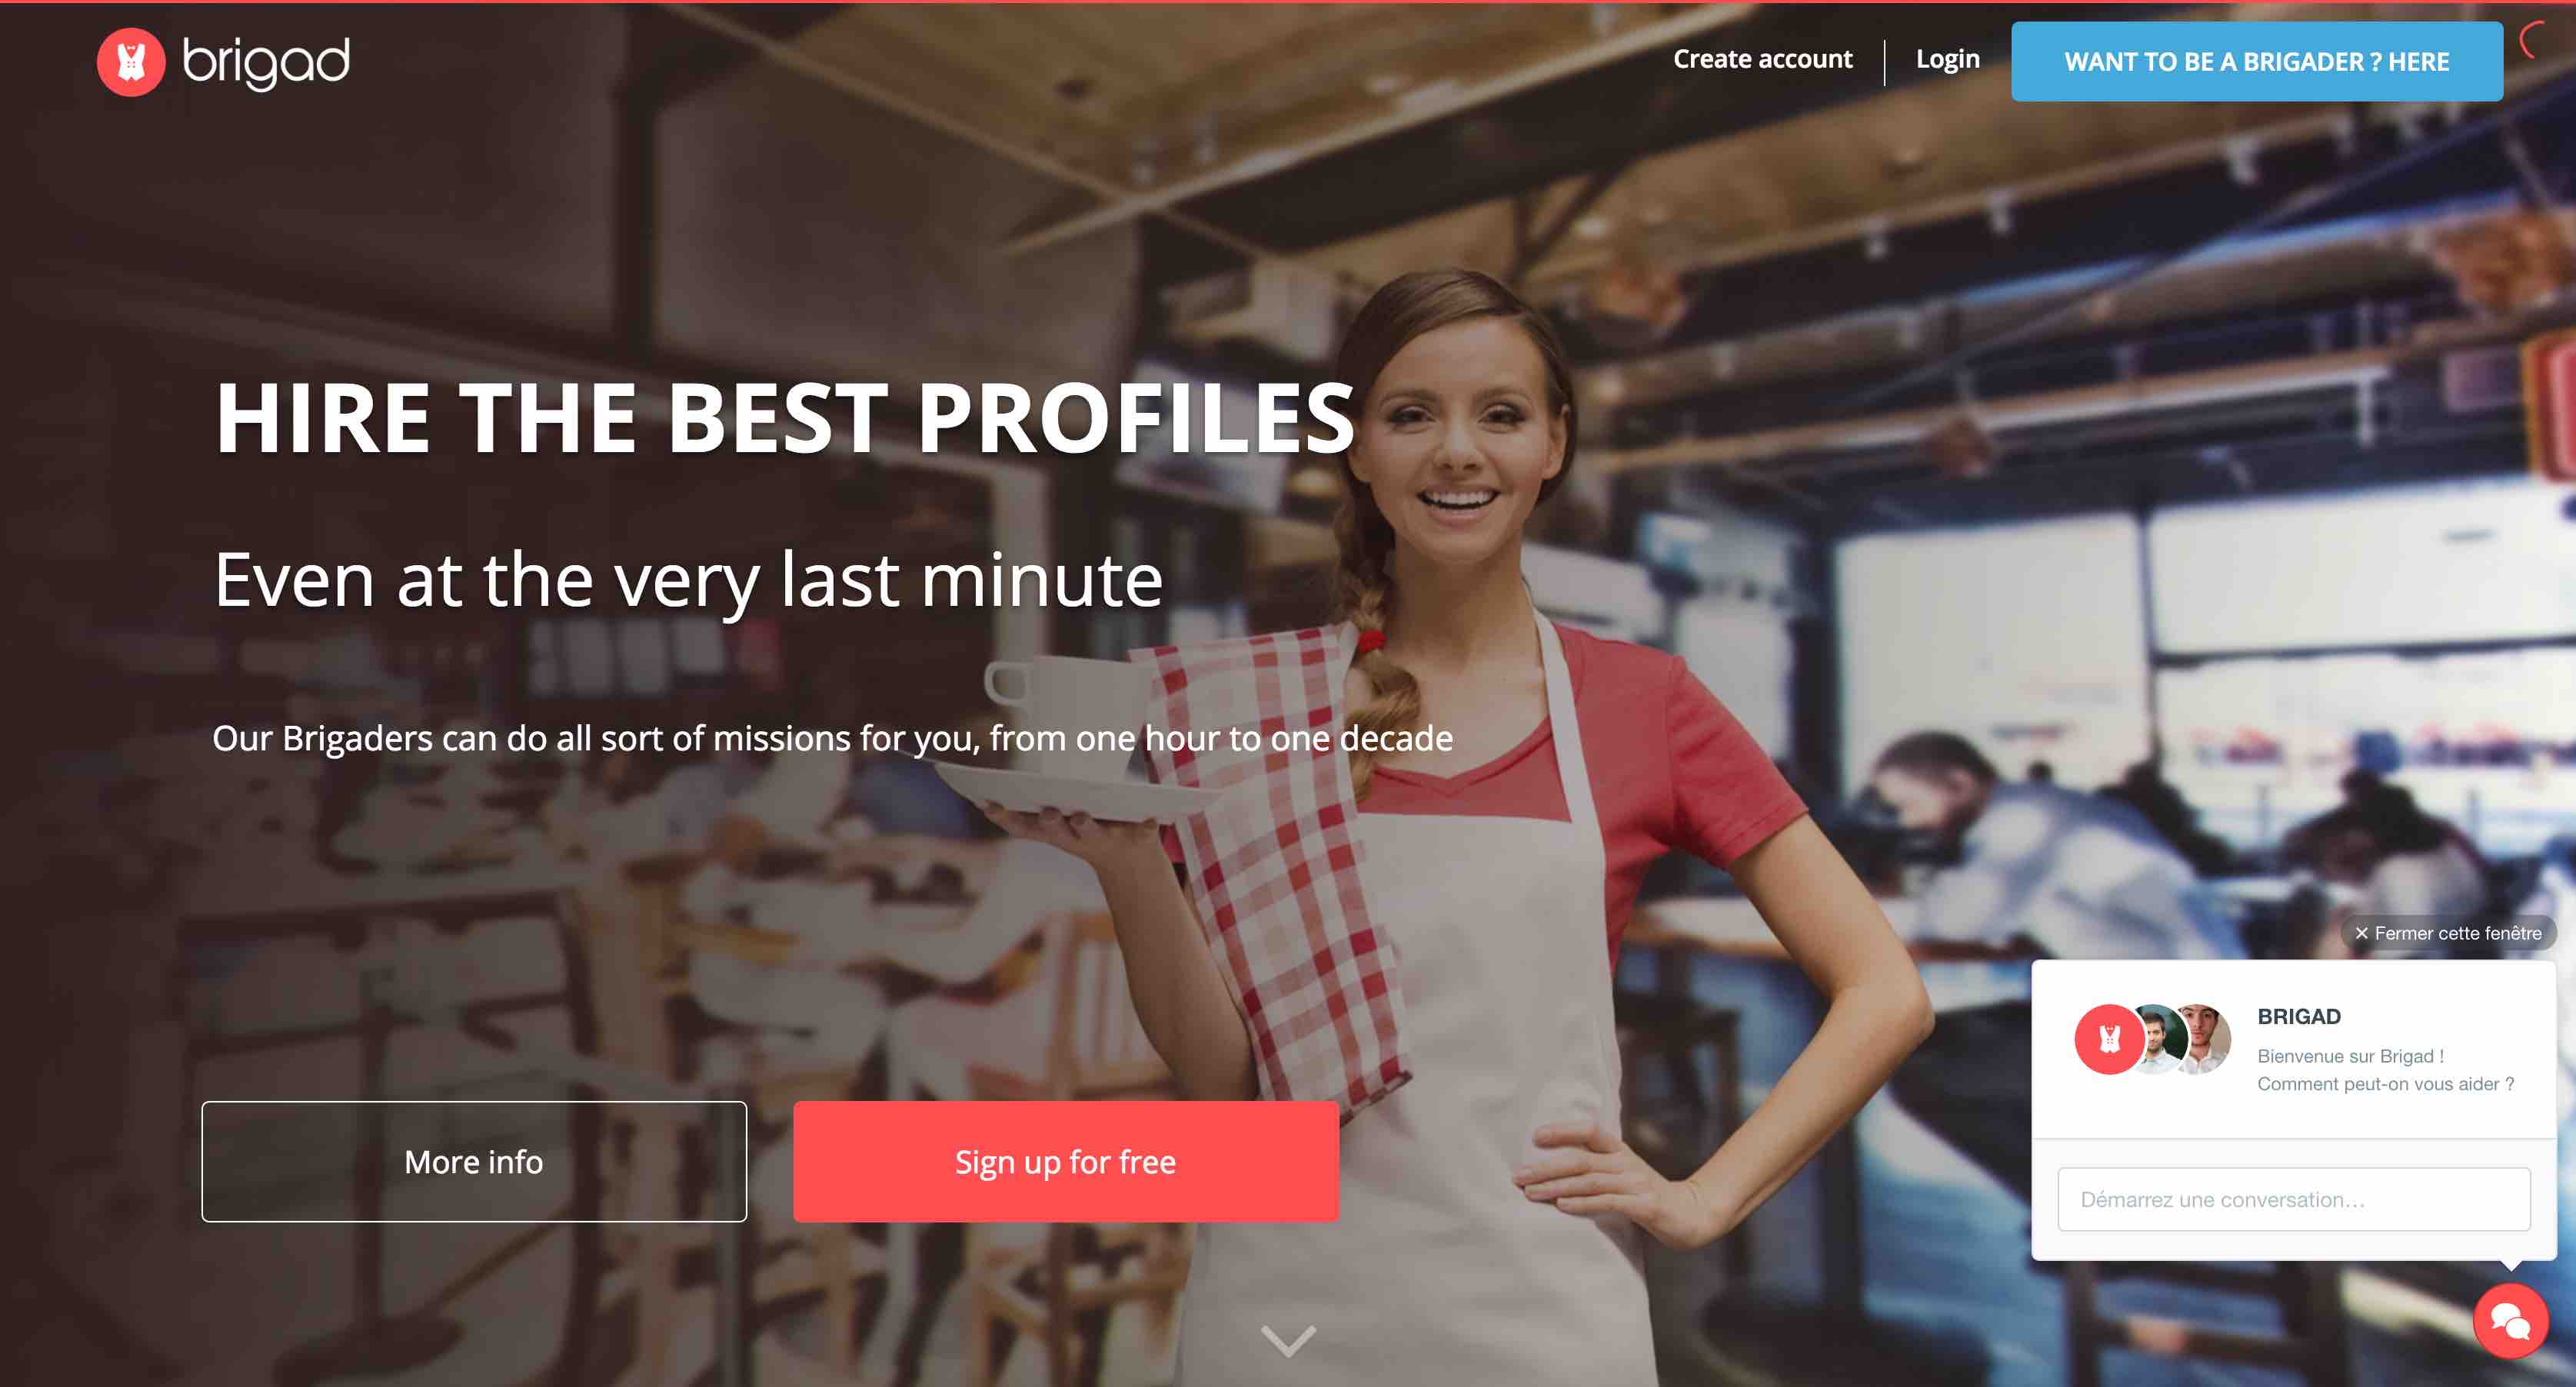 brigad
Create account
Login
WANT TO BE A BRIGADER ? HERE
HIRE THE BEST PROFILES
Even at the very last minute
Our Brigaders can do all sort of missions for you, from one hour to one decade
More info
Sign up for free
× Fermer cette fenêtre
BRIGAD
Bienvenue sur Brigad !
Comment peut-on vous aider ?
Démarrez une conversation…